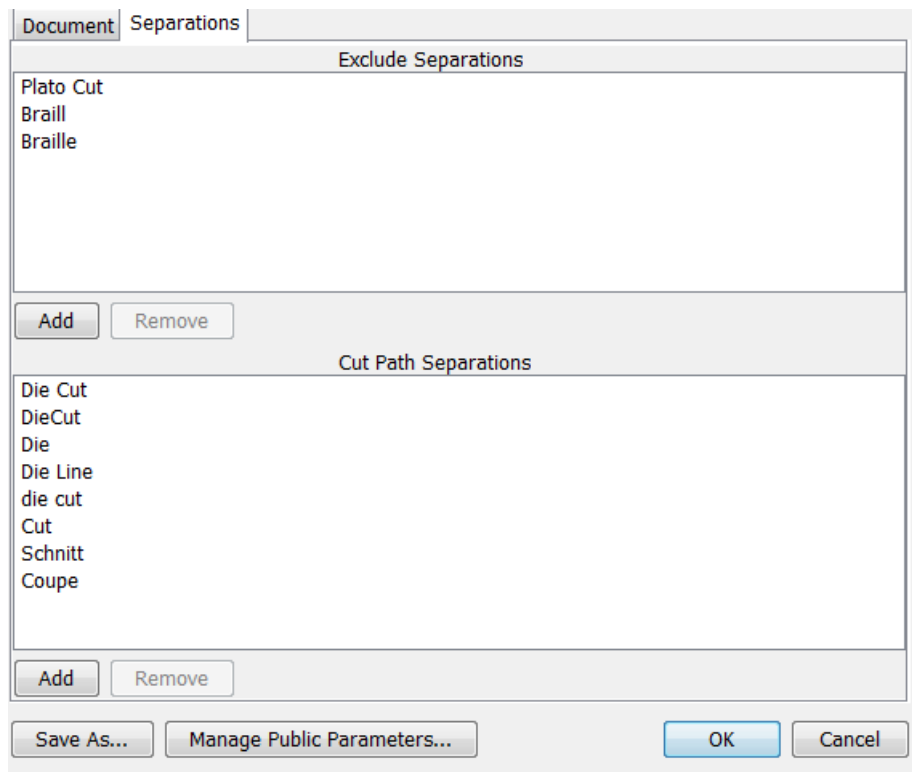 Document Separations
Exclude Separations
Plato Cut
Braill
Braille
Add Remove
Cut Path Separations
Die Cut
DieCut
Die
Die Line
die cut
Cut
Schnitt
Coupe
Add Remove
Save As... Manage Public Parameters... OK Cancel